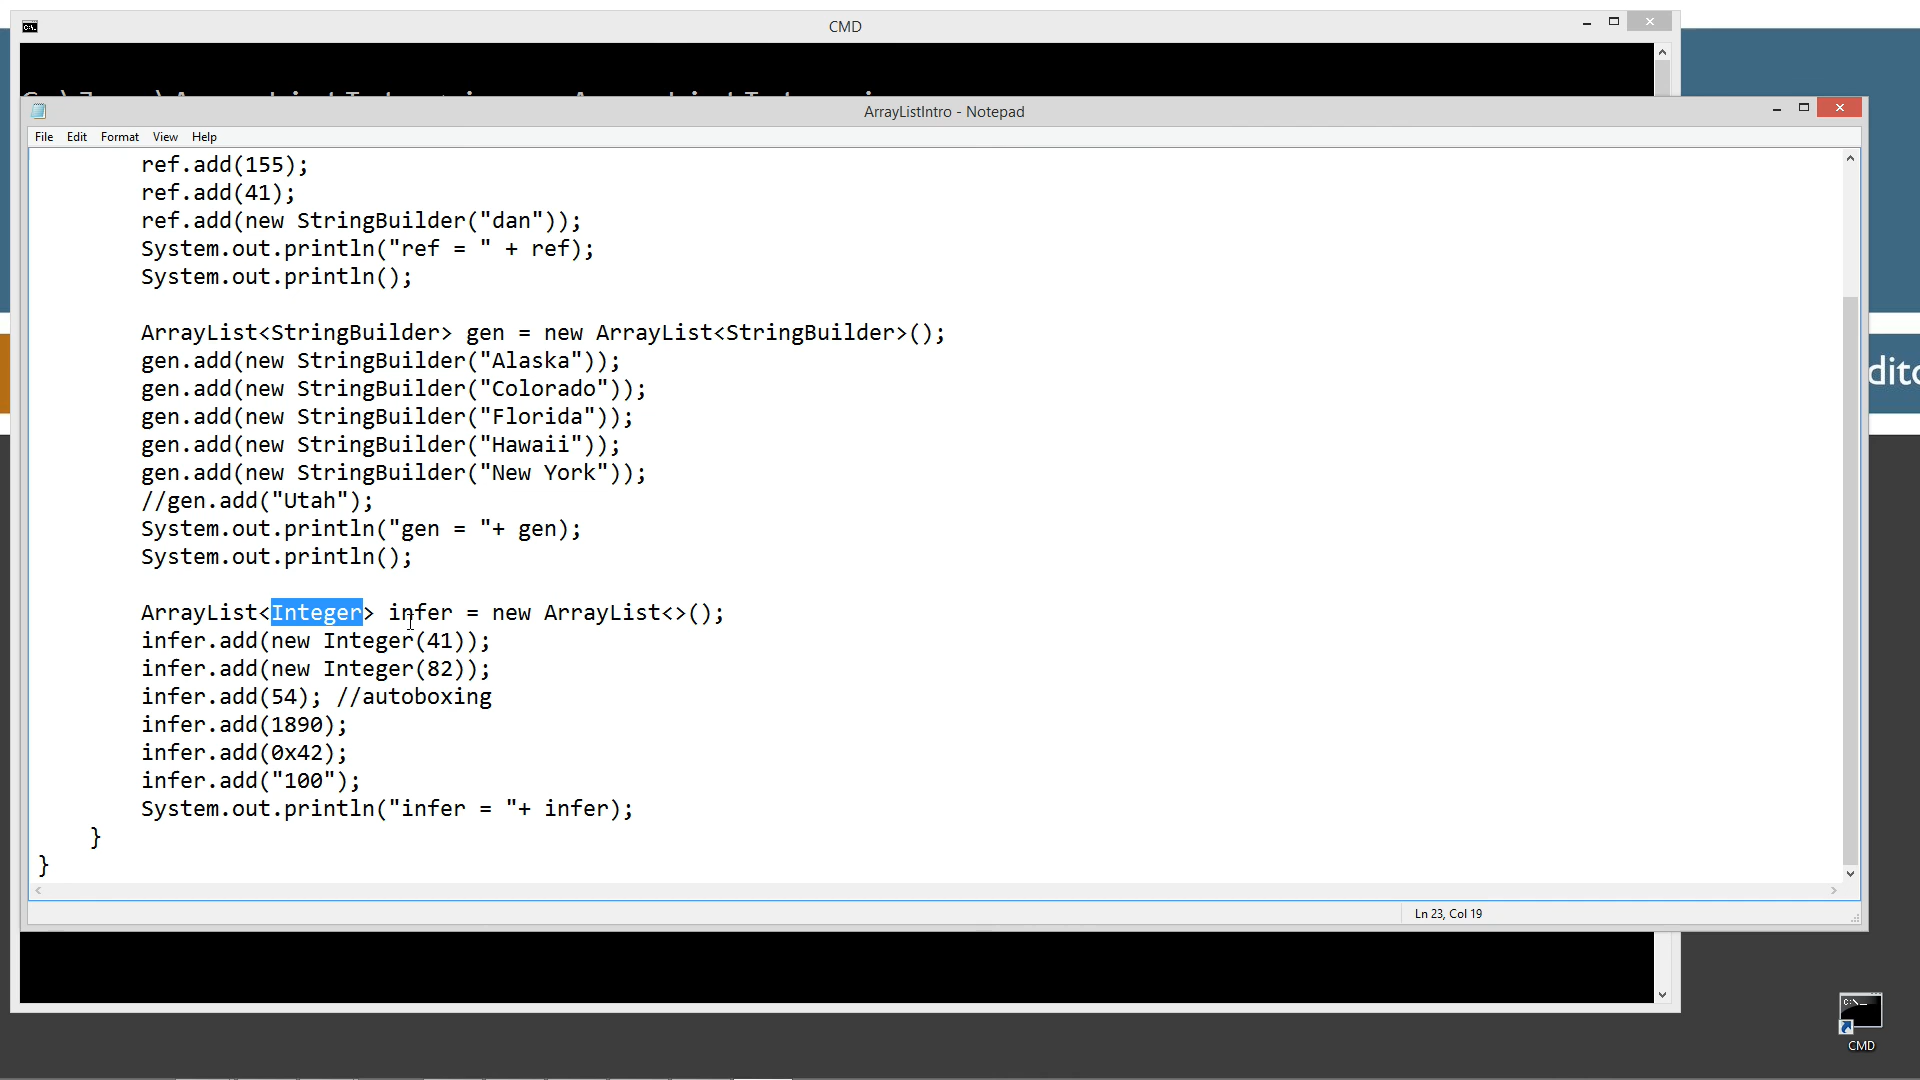 CMD
ArrayListIntro - Notepad
File Edit Format View Help
ref.add(155);
ref.add(41);
ref.add(new StringBuilder("dan"));
System.out.println("ref = " + ref);
System.out.println();
ArrayList<StringBuilder> gen = new ArrayList<StringBuilder>();
gen.add(new StringBuilder("Alaska"));
gen.add(new StringBuilder("Colorado"));
gen.add(new StringBuilder("Florida"));
gen.add(new StringBuilder("Hawaii"));
gen.add(new StringBuilder("New York"));
//gen.add("Utah");
System.out.println("gen = "+ gen);
System.out.println();
ArrayList<Integer> infer = new ArrayList<>();
infer.add(new Integer(41));
infer.add(new Integer(82));
infer.add(54); //autoboxing
infer.add(1890);
infer.add(0x42);
infer.add("100");
System.out.println("infer = "+ infer);
}
}
Ln 23, Col 19
CMD